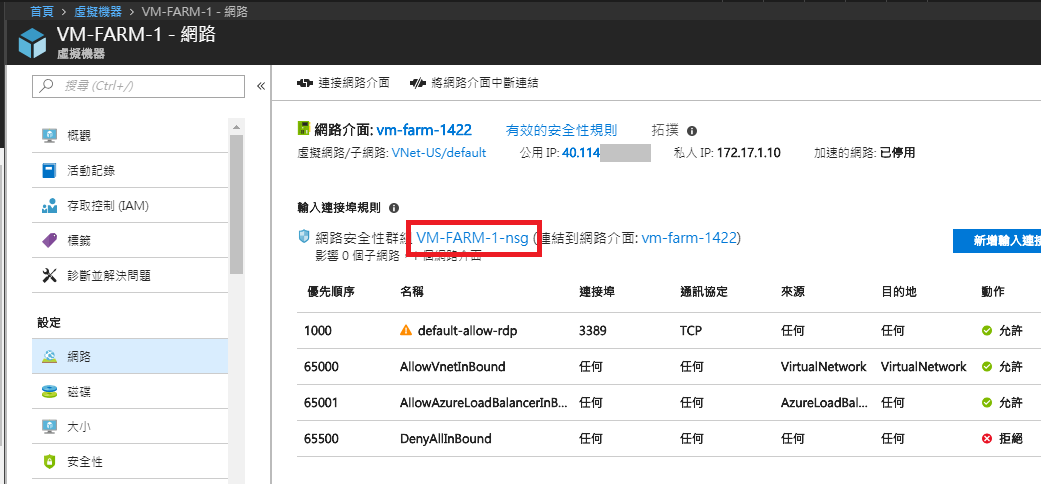 首頁 > 虛擬機器 > VM-FARM-1 - 網路
VM-FARM-1 - 網路
虛擬機器
搜尋 (Ctrl+/)
概觀
活動記錄
存取控制 (IAM)
標籤
診斷並解決問題
設定
網路
磁碟
大小
安全性
連接網路介面 將網路介面中斷連結
網路介面: vm-farm-1422 有效的安全性規則 拓撲
虛擬網路/子網路: VNet-US/default 公用 IP: 40.114 私人 IP: 172.17.1.10 加速的網路: 已停用
輸入連接埠規則
網路安全性群組 VM-FARM-1-nsg (連結到網路介面: vm-farm-1422)
影響 0 個子網路 1 個網路介面
新增輸入連接
優先順序 名稱 連接埠 通訊協定 來源 目的地 動作
1000 default-allow-rdp 3389 TCP 任何 任何 允許
65000 AllowVnetInBound 任何 任何 VirtualNetwork VirtualNetwork 允許
65001 AllowAzureLoadBalancerInB... 任何 任何 AzureLoadBal... 任何 允許
65500 DenyAllInBound 任何 任何 任何 任何 拒絕